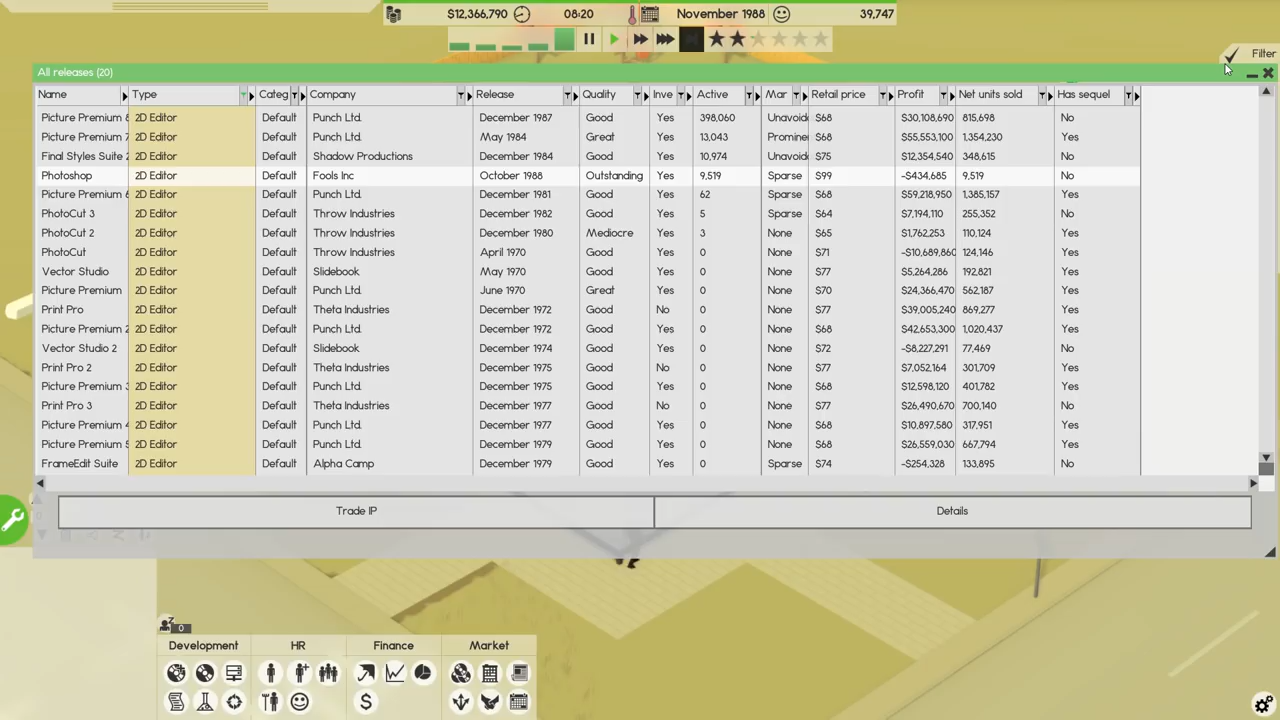 $12,366,790 08:20 November 1988 39,747
Filter
All releases (20)
Name Type Categ Company Release Quality Inve Active Mar Retail price Profit Net units sold Has sequel
Picture Premium 8 2D Editor Default Punch Ltd. December 1987 Good Yes 398,060 Unavoida $68 $30,108,690 815,698 No
Picture Premium 7 2D Editor Default Punch Ltd. May 1984 Great Yes 13,043 Prominer $68 $55,553,100 1,354,230 Yes
Final Styles Suite 2 2D Editor Default Shadow Productions December 1984 Good Yes 10,974 Unavoida $75 $12,354,540 348,615 No
Photoshop 2D Editor Default Fools Inc October 1988 Outstanding Yes 9,519 Sparse $99 -$434,685 9,519 No
Picture Premium 6 2D Editor Default Punch Ltd. December 1981 Good Yes 62 Sparse $68 $59,218,950 1,385,157 Yes
PhotoCut 3 2D Editor Default Throw Industries December 1982 Good Yes 5 Sparse $64 $7,194,110 255,352 No
PhotoCut 2 2D Editor Default Throw Industries December 1980 Mediocre Yes 3 None $65 $1,762,253 110,124 Yes
PhotoCut 2D Editor Default Throw Industries April 1970 Good Yes 0 None $71 -$10,689,860 124,146 Yes
Vector Studio 2D Editor Default Slidebook May 1970 Good Yes 0 None $77 $5,264,286 192,821 Yes
Picture Premium 2D Editor Default Punch Ltd. June 1970 Great Yes 0 None $70 $24,366,470 562,187 Yes
Print Pro 2D Editor Default Theta Industries December 1972 Good No 0 None $77 $39,005,240 869,277 Yes
Picture Premium 2 2D Editor Default Punch Ltd. December 1972 Good Yes 0 None $68 $42,653,300 1,020,437 Yes
Vector Studio 2 2D Editor Default Slidebook December 1974 Good Yes 0 None $72 -$8,227,291 77,469 No
Print Pro 2 2D Editor Default Theta Industries December 1975 Good No 0 None $77 $7,052,164 301,709 Yes
Picture Premium 3 2D Editor Default Punch Ltd. December 1975 Good Yes 0 None $68 $12,598,120 401,782 Yes
Print Pro 3 2D Editor Default Theta Industries December 1977 Good No 0 None $77 $26,490,670 700,140 No
Picture Premium 4 2D Editor Default Punch Ltd. December 1977 Good Yes 0 None $68 $10,897,580 317,951 Yes
Picture Premium 5 2D Editor Default Punch Ltd. December 1979 Good Yes 0 None $68 $26,559,030 667,794 Yes
FrameEdit Suite 2D Editor Default Alpha Camp December 1979 Good Yes 0 Sparse $74 -$254,328 133,895 No
Trade IP Details
0
Development HR Finance Market